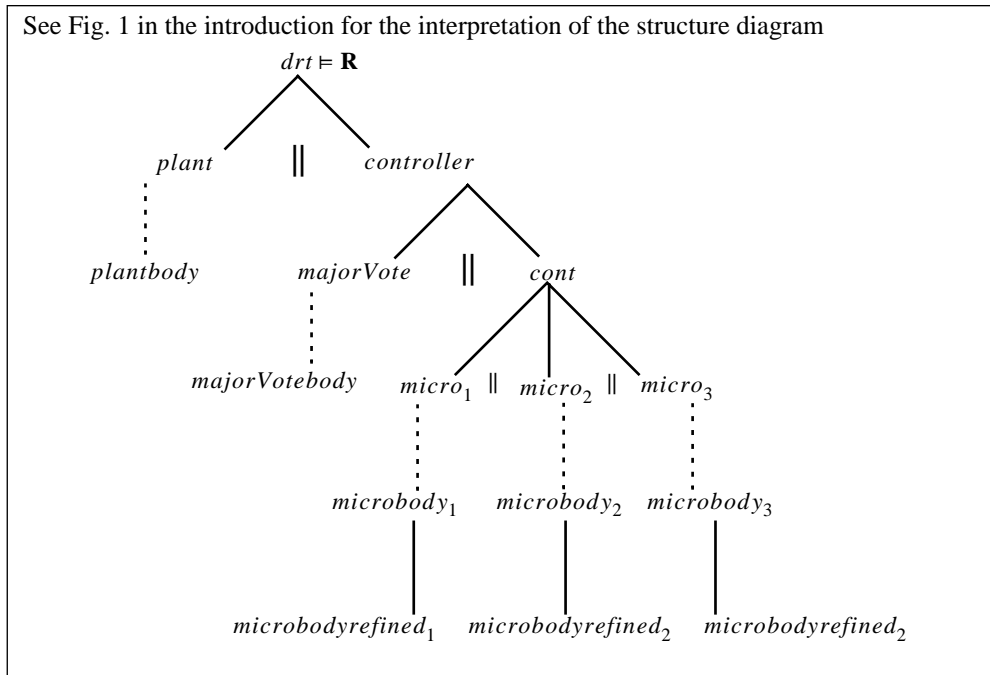 See Fig. 1 in the introduction for the interpretation of the structure diagram
drt ⊨ R
plant || controller
plantbody majorVote || cont
majorVotebody micro₁ || micro₂ || micro₃
microbody₁ microbody₂ microbody₃
microbodyrefined₁ microbodyrefined₂ microbodyrefined₂